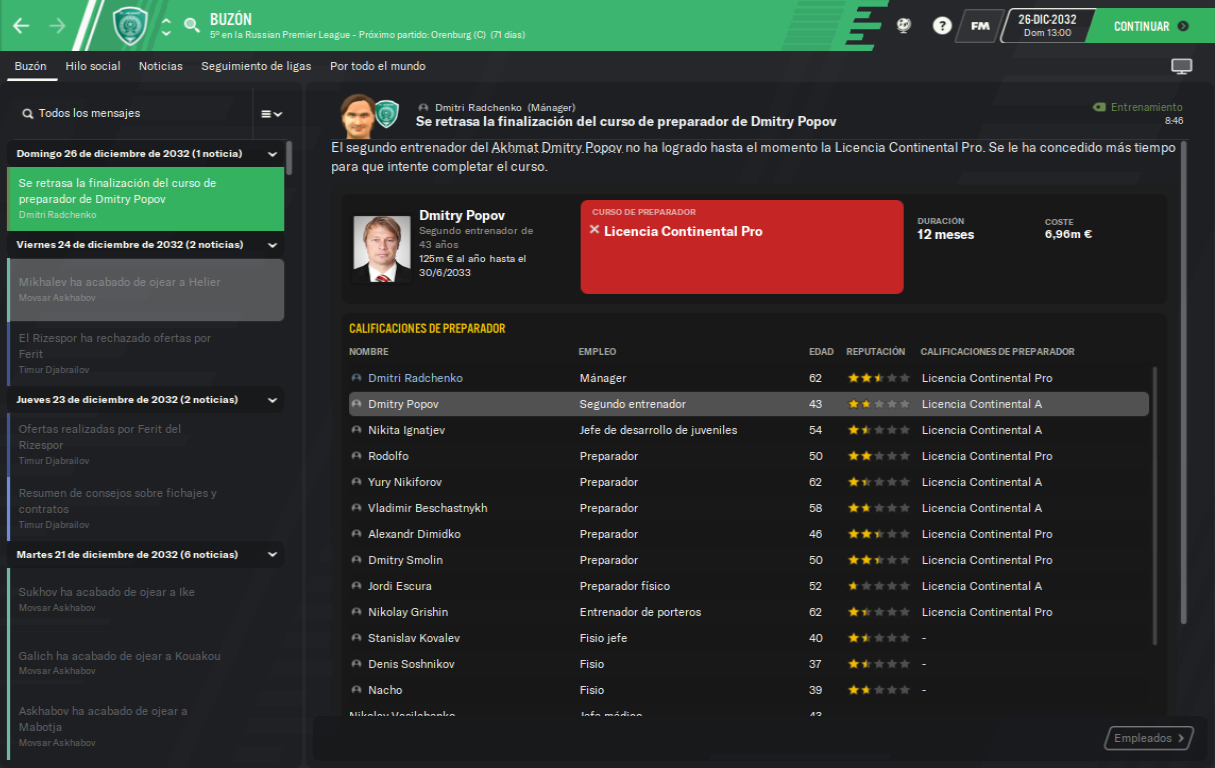 BUZÓN
5º en la Russian Premier League - Próximo partido: Orenburg (C) (71 días)
?
FM
26-DIC-2032
Dom 13:00
CONTINUAR
Buzón Hilo social Noticias Seguimiento de ligas Por todo el mundo
Todos los mensajes
Domingo 26 de diciembre de 2032 (1 noticia)
Se retrasa la finalización del curso de
preparador de Dmitry Popov
Dmitri Radchenko
Viernes 24 de diciembre de 2032 (2 noticias)
Mikhalev ha acabado de ojear a Helier
Movsar Askhabov
El Rizespor ha rechazado ofertas por
Ferit
Timur Djabrailov
Jueves 23 de diciembre de 2032 (2 noticias)
Ofertas realizadas por Ferit del
Rizespor
Timur Djabrailov
Resumen de consejos sobre fichajes y
contratos
Timur Djabrailov
Martes 21 de diciembre de 2032 (6 noticias)
Sukhov ha acabado de ojear a Ike
Movsar Askhabov
Galich ha acabado de ojear a Kouakou
Movsar Askhabov
Askhabov ha acabado de ojear a
Mabotja
Movsar Askhabov
Dmitri Radchenko (Mánager)
Se retrasa la finalización del curso de preparador de Dmitry Popov
Entrenamiento
8:46
El segundo entrenador del Akhmat Dmitry Popov no ha logrado hasta el momento la Licencia Continental Pro. Se le ha concedido más tiempo
para que intente completar el curso.
Dmitry Popov
Segundo entrenador de
43 años
125m € al año hasta el
30/6/2033
CURSO DE PREPARADOR
Licencia Continental Pro
DURACIÓN
12 meses
COSTE
6,96m €
CALIFICACIONES DE PREPARADOR
NOMBRE EMPLEO EDAD REPUTACIÓN CALIFICACIONES DE PREPARADOR
Dmitri Radchenko Mánager 62 Licencia Continental Pro
Dmitry Popov Segundo entrenador 43 Licencia Continental A
Nikita Ignatjev Jefe de desarrollo de juveniles 54 Licencia Continental A
Rodolfo Preparador 50 Licencia Continental Pro
Yury Nikiforov Preparador 62 Licencia Continental A
Vladimir Beschastnykh Preparador 58 Licencia Continental A
Alexandr Dimidko Preparador 46 Licencia Continental Pro
Dmitry Smolin Preparador 50 Licencia Continental Pro
Jordi Escura Preparador físico 52 Licencia Continental A
Nikolay Grishin Entrenador de porteros 62 Licencia Continental Pro
Stanislav Kovalev Fisio jefe 40 -
Denis Soshnikov Fisio 37 -
Nacho Fisio 39 -
Empleados